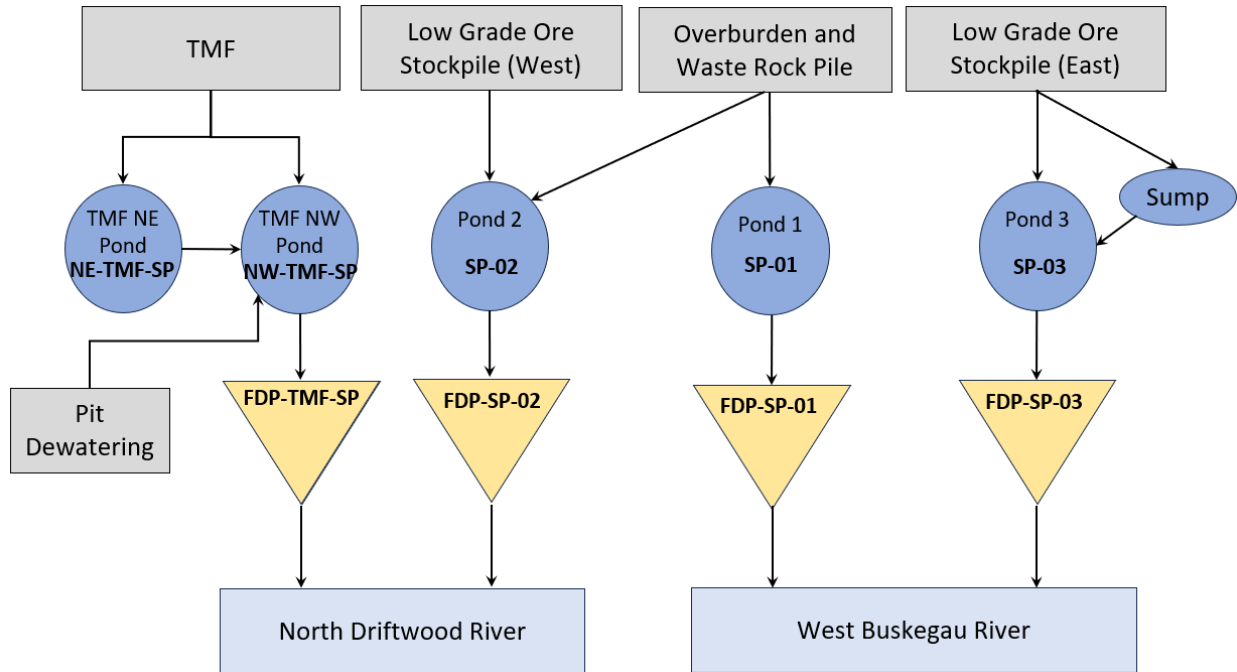 TMF
Low Grade Ore
Stockpile (West)
Overburden and
Waste Rock Pile
Low Grade Ore
Stockpile (East)
TMF NE
Pond
NE-TMF-SP
TMF NW
Pond
NW-TMF-SP
Pond 2
SP-02
Pond 1
SP-01
Pond 3
SP-03
Sump
Pit
Dewatering
FDP-TMF-SP
FDP-SP-02
FDP-SP-01
FDP-SP-03
North Driftwood River
West Buskegau River